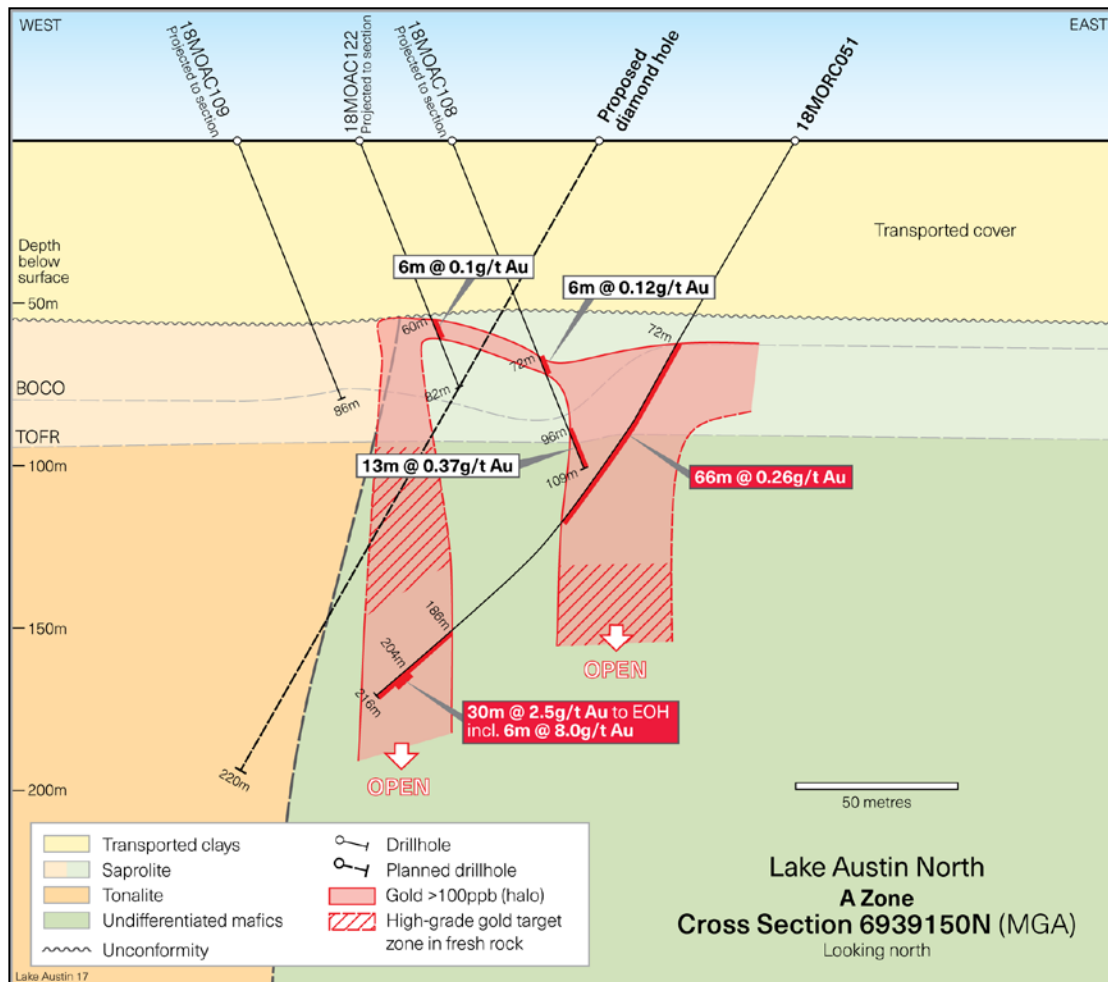 WEST
EAST
18MOAC109
Projected to section
18MOAC122
Projected to section
18MOAC108
Projected to section
Proposed
diamond hole
18MORC051
Transported cover
Depth
below
surface
50m
6m @ 0.1g/t Au
6m @ 0.12g/t Au
60m
72m
72m
BOCO
82m
86m
TOFR
96m
100m
13m @ 0.37g/t Au
109m
66m @ 0.26g/t Au
150m
186m
204m
216m
OPEN
30m @ 2.5g/t Au to EOH
incl. 6m @ 8.0g/t Au
220m
OPEN
200m
50 metres
Transported clays
Saprolite
Tonalite
Undifferentiated mafics
Unconformity
Drillhole
Planned drillhole
Gold >100ppb (halo)
High-grade gold target
zone in fresh rock
Lake Austin North
A Zone
Cross Section 6939150N (MGA)
Looking north
Lake Austin 17